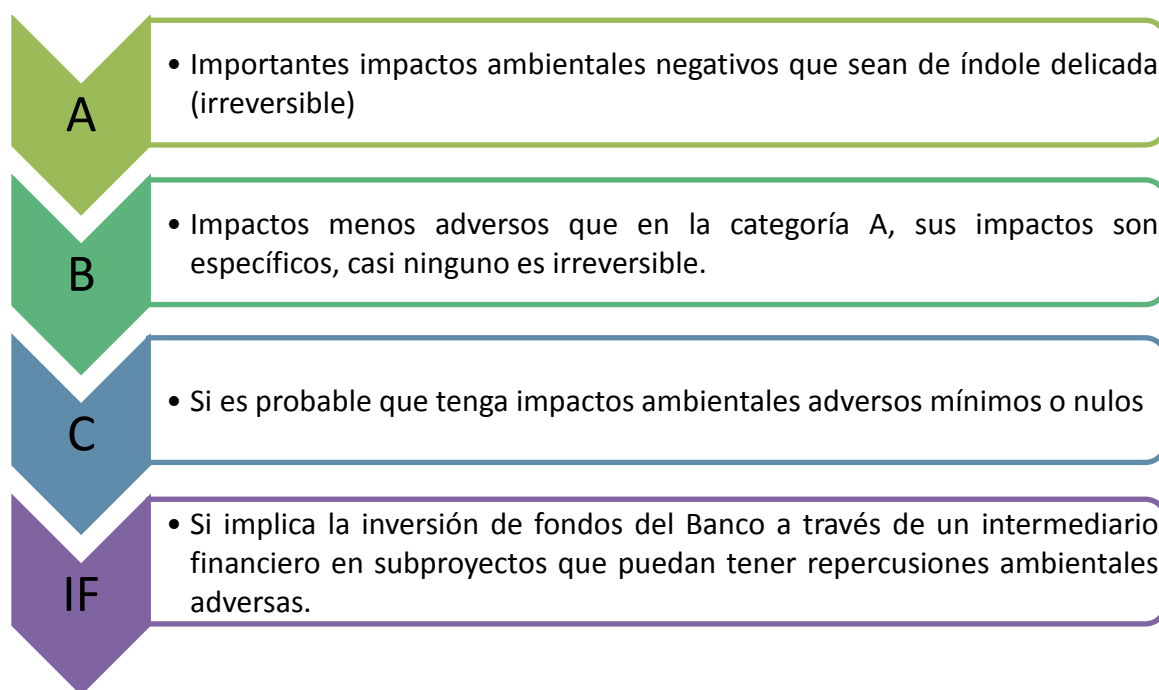 A
• Importantes impactos ambientales negativos que sean de índole delicada
(irreversible)
B
• Impactos menos adversos que en la categoría A, sus impactos son
específicos, casi ninguno es irreversible.
C
• Si es probable que tenga impactos ambientales adversos mínimos o nulos
IF
• Si implica la inversión de fondos del Banco a través de un intermediario
financiero en subproyectos que puedan tener repercusiones ambientales
adversas.